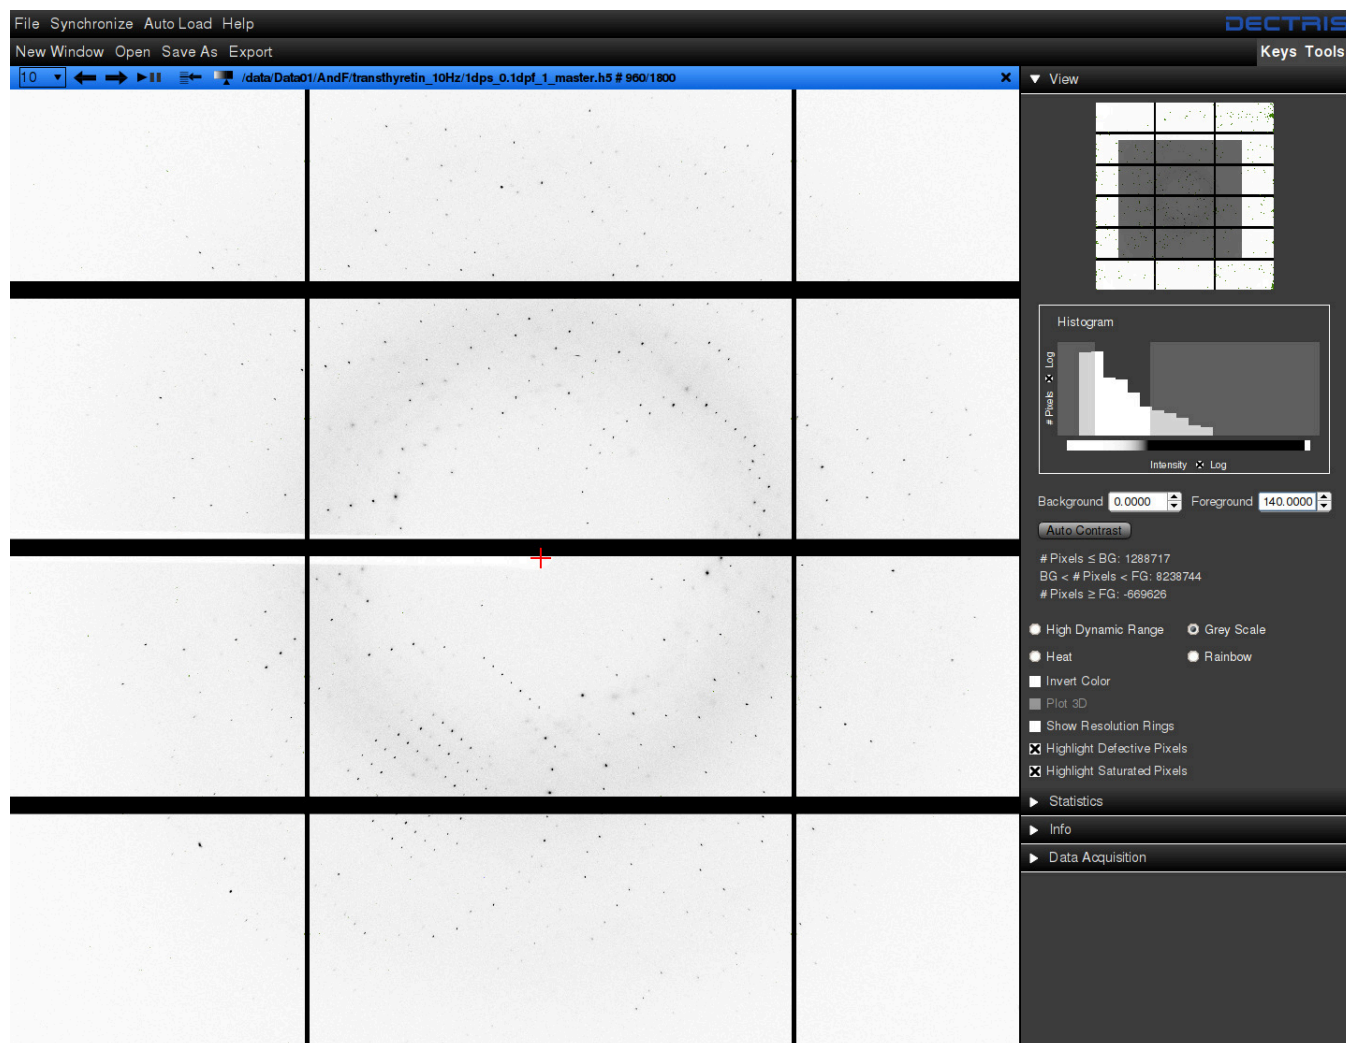 File Synchronize Auto Load Help
DECTRIS
New Window Open Save As Export
Keys Tools
10 /data/Data01/AndF/transthyretin_10Hz/1dps_0.1dpf_1_master.h5 # 960/1800
View
Histogram
# Pixels Log
Intensity Log
Background 0.0000 Foreground 140.0000
Auto Contrast
# Pixels ≤ BG: 1288717
BG < # Pixels < FG: 8238744
# Pixels ≥ FG: -669626
High Dynamic Range Grey Scale
Heat Rainbow
Invert Color
Plot 3D
Show Resolution Rings
Highlight Defective Pixels
Highlight Saturated Pixels
Statistics
Info
Data Acquisition